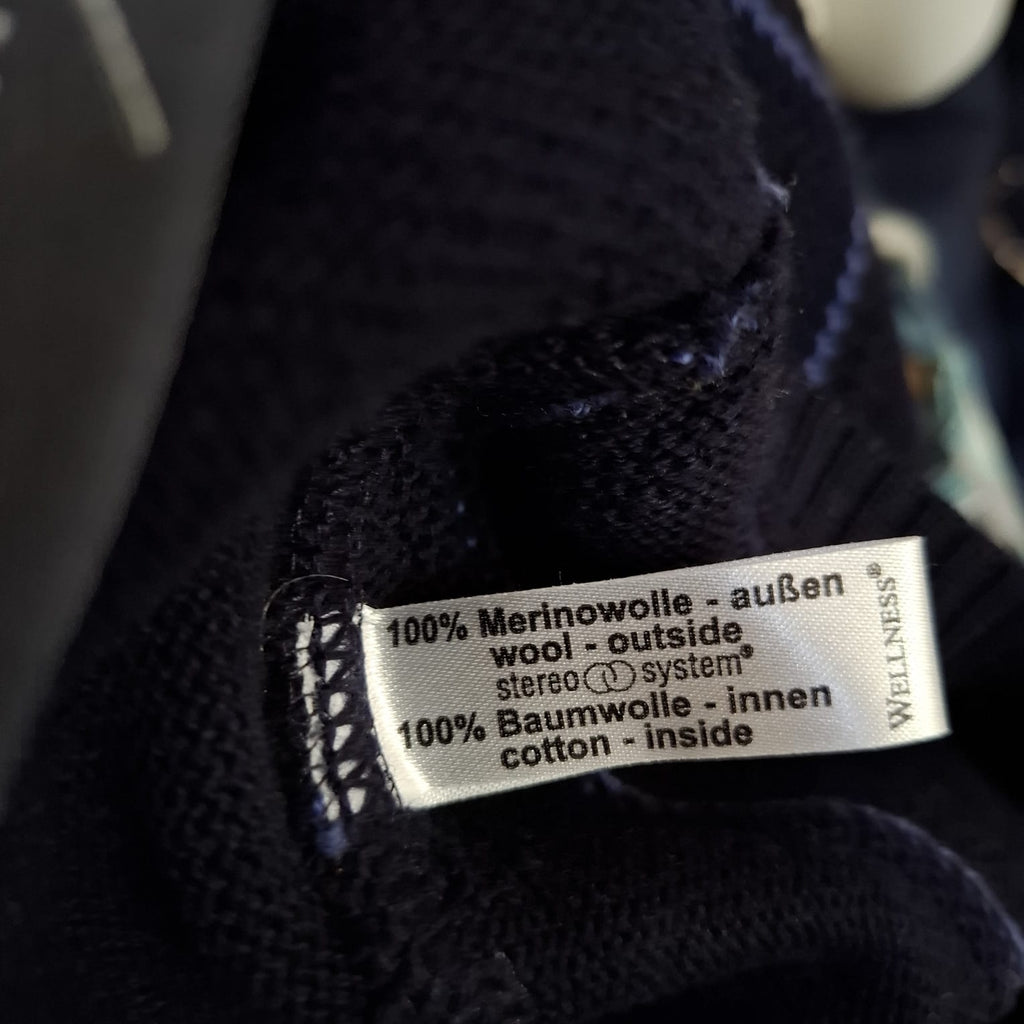 100% Merinowolle - außen
wool - outside
stereo system®
100% Baumwolle - innen
cotton - inside
WELLNESS®